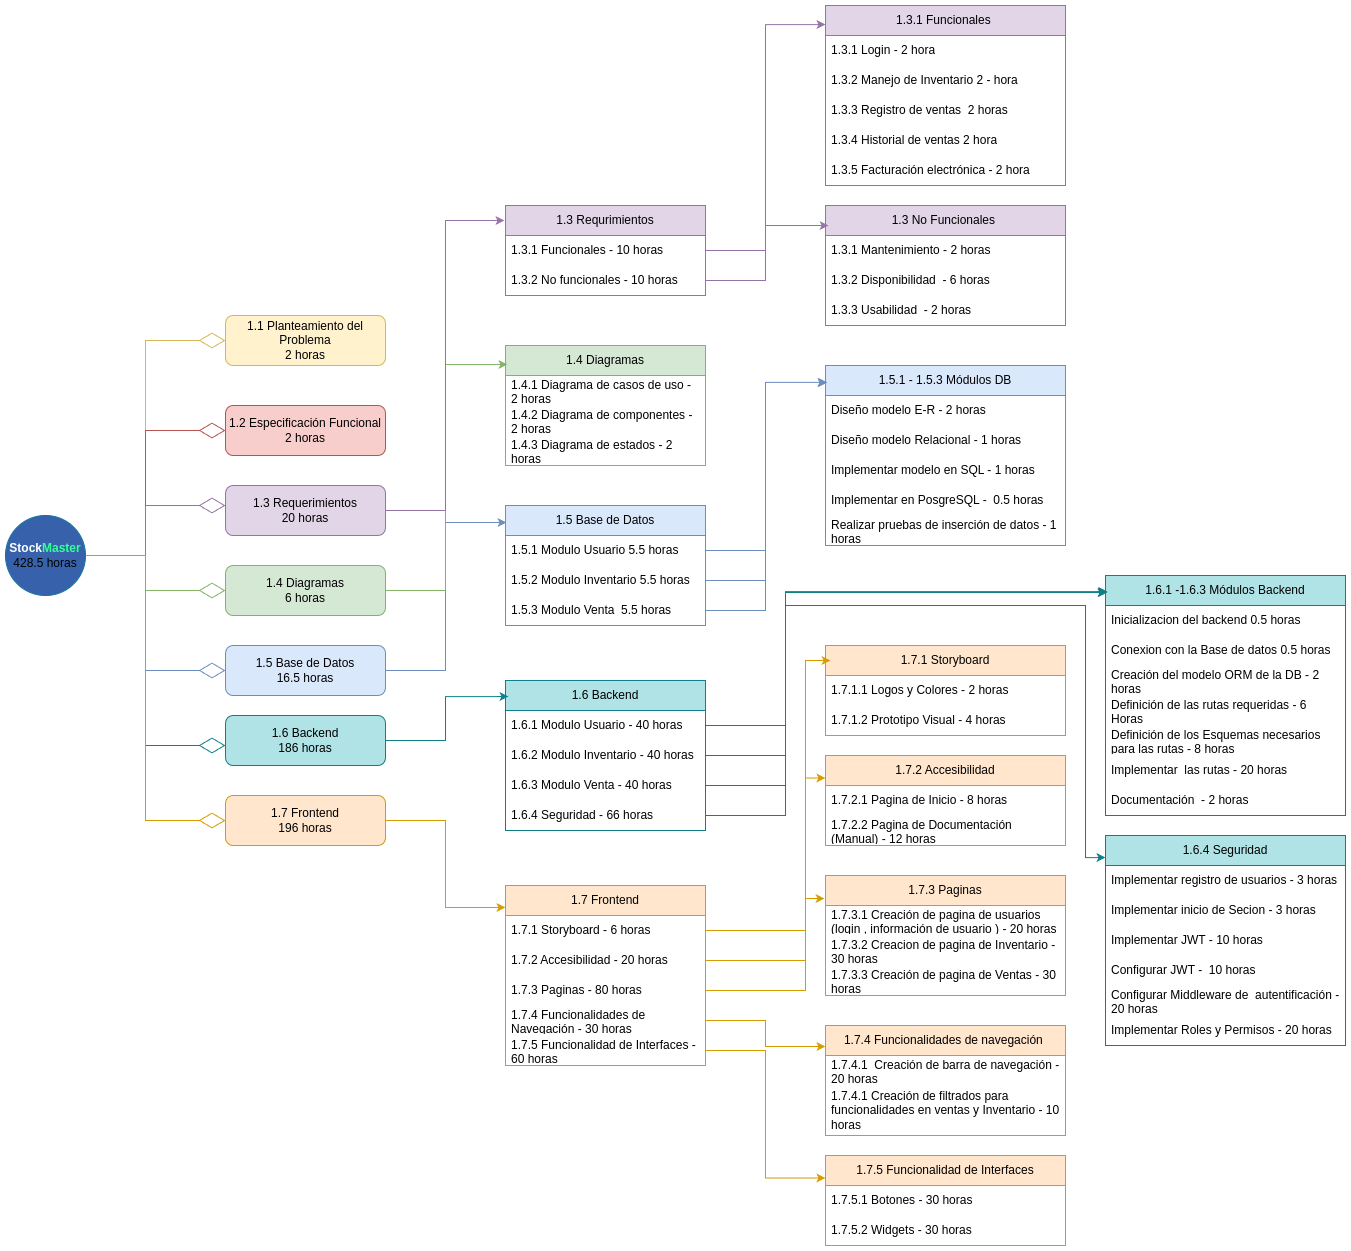 StockMaster
428.5 horas
1.1 Planteamiento del
Problema
2 horas
1.2 Especificación Funcional
2 horas
1.3 Requerimientos
20 horas
1.4 Diagramas
6 horas
1.5 Base de Datos
16.5 horas
1.6 Backend
186 horas
1.7 Frontend
196 horas
1.3 Requrimientos
1.3.1 Funcionales - 10 horas
1.3.2 No funcionales - 10 horas
1.4 Diagramas
1.4.1 Diagrama de casos de uso -
2 horas
1.4.2 Diagrama de componentes -
2 horas
1.4.3 Diagrama de estados - 2
horas
1.5 Base de Datos
1.5.1 Modulo Usuario 5.5 horas
1.5.2 Modulo Inventario 5.5 horas
1.5.3 Modulo Venta  5.5 horas
1.6 Backend
1.6.1 Modulo Usuario - 40 horas
1.6.2 Modulo Inventario - 40 horas
1.6.3 Modulo Venta - 40 horas
1.6.4 Seguridad - 66 horas
1.7 Frontend
1.7.1 Storyboard - 6 horas
1.7.2 Accesibilidad - 20 horas
1.7.3 Paginas - 80 horas
1.7.4 Funcionalidades de
Navegación - 30 horas
1.7.5 Funcionalidad de Interfaces -
60 horas
1.3.1 Funcionales
1.3.1 Login - 2 hora
1.3.2 Manejo de Inventario 2 - hora
1.3.3 Registro de ventas  2 horas
1.3.4 Historial de ventas 2 hora
1.3.5 Facturación electrónica - 2 hora
1.3 No Funcionales
1.3.1 Mantenimiento - 2 horas
1.3.2 Disponibilidad  - 6 horas
1.3.3 Usabilidad  - 2 horas
1.5.1 - 1.5.3 Módulos DB
Diseño modelo E-R - 2 horas
Diseño modelo Relacional - 1 horas
Implementar modelo en SQL - 1 horas
Implementar en PosgreSQL -  0.5 horas
Realizar pruebas de inserción de datos - 1
horas
1.7.1 Storyboard
1.7.1.1 Logos y Colores - 2 horas
1.7.1.2 Prototipo Visual - 4 horas
1.7.2 Accesibilidad
1.7.2.1 Pagina de Inicio - 8 horas
1.7.2.2 Pagina de Documentación
(Manual) - 12 horas
1.7.3 Paginas
1.7.3.1 Creación de pagina de usuarios
(login , información de usuario ) - 20 horas
1.7.3.2 Creacion de pagina de Inventario -
30 horas
1.7.3.3 Creación de pagina de Ventas - 30
horas
1.7.4 Funcionalidades de navegación
1.7.4.1  Creación de barra de navegación -
20 horas
1.7.4.1 Creación de filtrados para
funcionalidades en ventas y Inventario - 10
horas
1.7.5 Funcionalidad de Interfaces
1.7.5.1 Botones - 30 horas
1.7.5.2 Widgets - 30 horas
1.6.1 -1.6.3 Módulos Backend
Inicializacion del backend 0.5 horas
Conexion con la Base de datos 0.5 horas
Creación del modelo ORM de la DB - 2
horas
Definición de las rutas requeridas - 6
Horas
Definición de los Esquemas necesarios
para las rutas - 8 horas
Implementar  las rutas - 20 horas
Documentación  - 2 horas
1.6.4 Seguridad
Implementar registro de usuarios - 3 horas
Implementar inicio de Secion - 3 horas
Implementar JWT - 10 horas
Configurar JWT -  10 horas
Configurar Middleware de  autentificación -
20 horas
Implementar Roles y Permisos - 20 horas